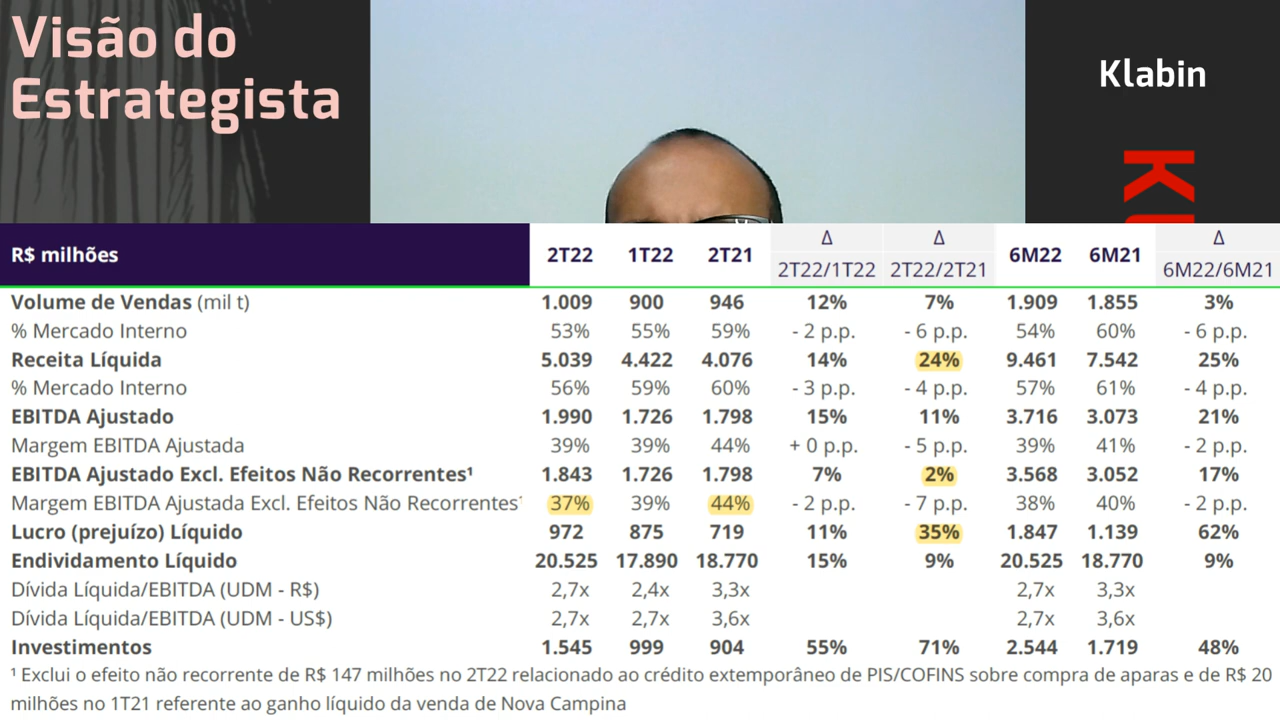 Visão do
Estrategista
Klabin
R$ milhões 2T22 1T22 2T21 Δ 2T22/1T22 Δ 2T22/2T21 6M22 6M21 Δ 6M22/6M21
Volume de Vendas (mil t) 1.009 900 946 12% 7% 1.909 1.855 3%
% Mercado Interno 53% 55% 59% - 2 p.p. - 6 p.p. 54% 60% - 6 p.p.
Receita Líquida 5.039 4.422 4.076 14% 24% 9.461 7.542 25%
% Mercado Interno 56% 59% 60% - 3 p.p. - 4 p.p. 57% 61% - 4 p.p.
EBITDA Ajustado 1.990 1.726 1.798 15% 11% 3.716 3.073 21%
Margem EBITDA Ajustada 39% 39% 44% + 0 p.p. - 5 p.p. 39% 41% - 2 p.p.
EBITDA Ajustado Excl. Efeitos Não Recorrentes¹ 1.843 1.726 1.798 7% 2% 3.568 3.052 17%
Margem EBITDA Ajustada Excl. Efeitos Não Recorrentes¹ 37% 39% 44% - 2 p.p. - 7 p.p. 38% 40% - 2 p.p.
Lucro (prejuízo) Líquido 972 875 719 11% 35% 1.847 1.139 62%
Endividamento Líquido 20.525 17.890 18.770 15% 9% 20.525 18.770 9%
Dívida Líquida/EBITDA (UDM - R$) 2,7x 2,4x 3,3x 2,7x 3,3x
Dívida Líquida/EBITDA (UDM - US$) 2,7x 2,7x 3,6x 2,7x 3,6x
Investimentos 1.545 999 904 55% 71% 2.544 1.719 48%
¹ Exclui o efeito não recorrente de R$ 147 milhões no 2T22 relacionado ao crédito extemporâneo de PIS/COFINS sobre compra de aparas e de R$ 20
milhões no 1T21 referente ao ganho líquido da venda de Nova Campina